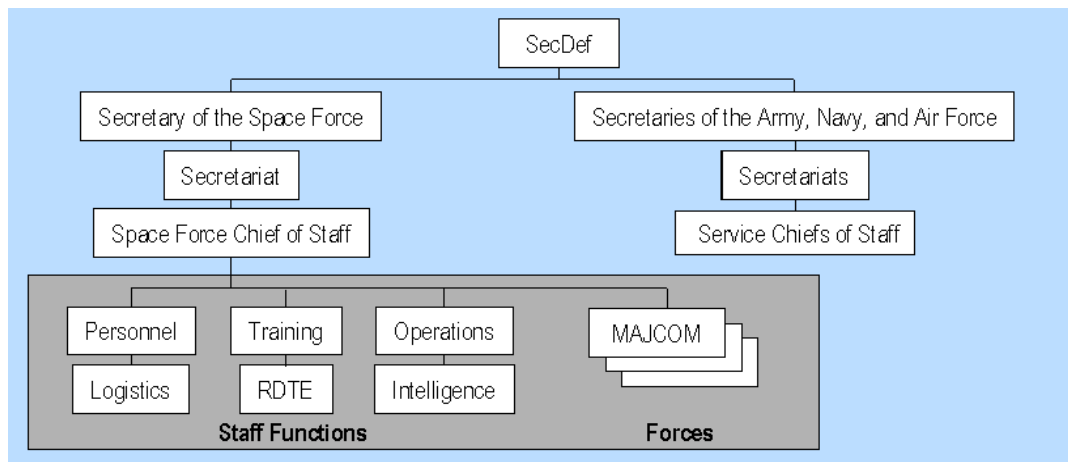 SecDef
Secretary of the Space Force
Secretaries of the Army, Navy, and Air Force
Secretariat
Secretariats
Space Force Chief of Staff
Service Chiefs of Staff
Personnel
Training
Operations
MAJCOM
Logistics
RDTE
Intelligence
Staff Functions
Forces